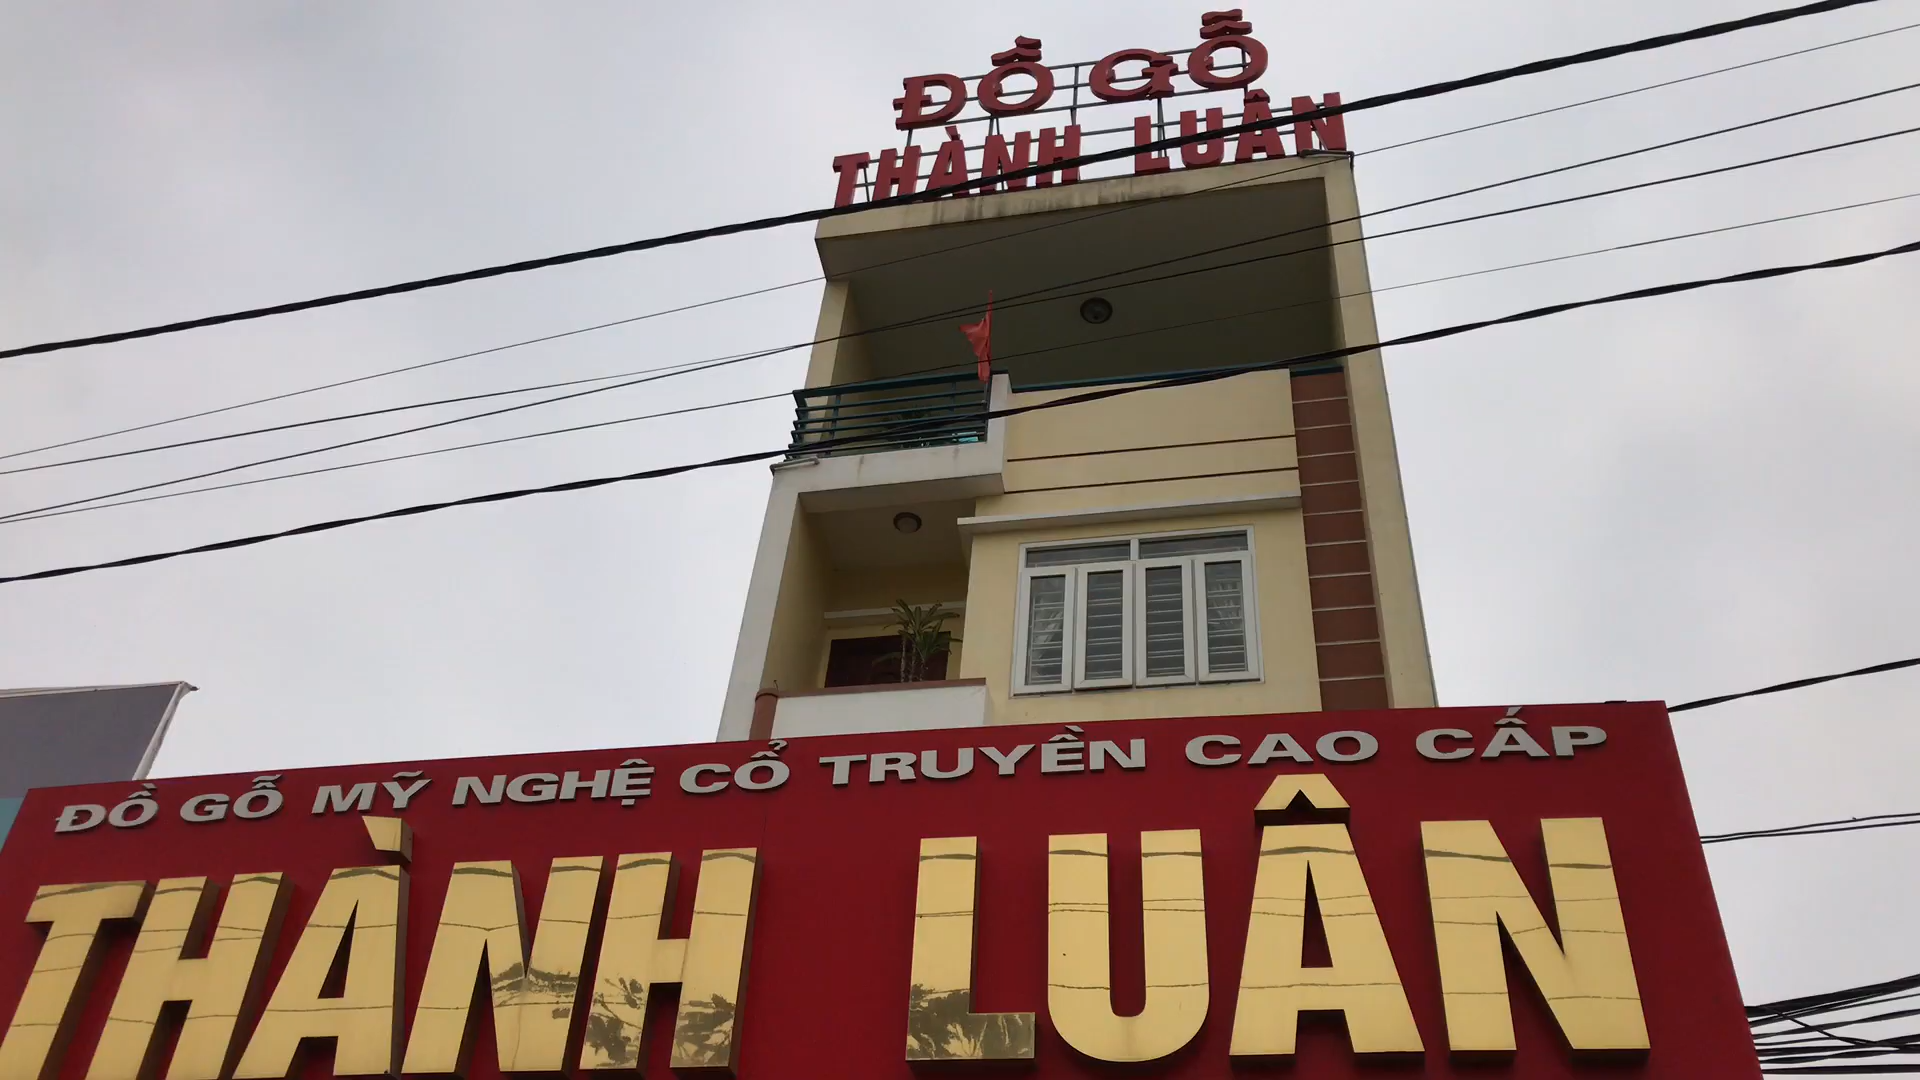 ĐỒ GỖ
THÀNH LUÂN
ĐỒ GỖ MỸ NGHỆ CỔ TRUYỀN CAO CẤP
THÀNH LUÂN